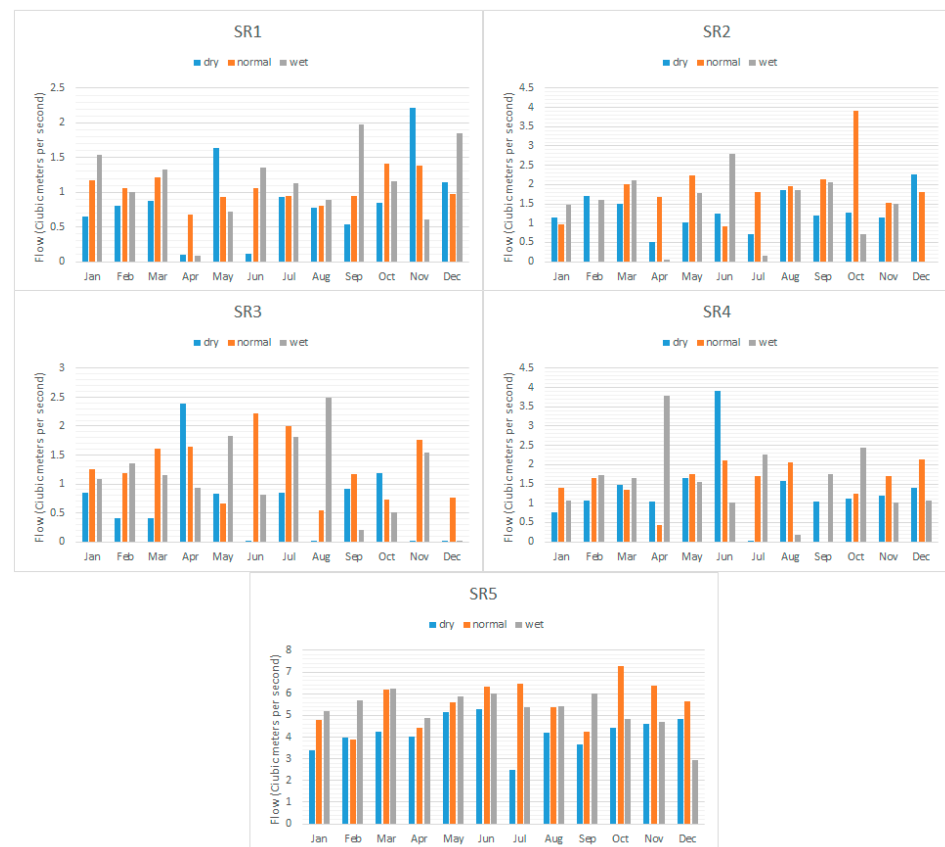 SR1
dry normal wet
Flow (Ciubic meters per second)
2.5
2
1.5
1
0.5
0
Jan Feb Mar Apr May Jun Jul Aug Sep Oct Nov Dec
SR2
dry normal wet
Flow (Ciubic meters per second)
4.5
4
3.5
3
2.5
2
1.5
1
0.5
0
Jan Feb Mar Apr May Jun Jul Aug Sep Oct Nov Dec
SR3
dry normal wet
Flow (Ciubic meters per second)
3
2.5
2
1.5
1
0.5
0
Jan Feb Mar Apr May Jun Jul Aug Sep Oct Nov Dec
SR4
dry normal wet
Flow (Ciubic meters per second)
4.5
4
3.5
3
2.5
2
1.5
1
0.5
0
Jan Feb Mar Apr May Jun Jul Aug Sep Oct Nov Dec
SR5
dry normal wet
Flow (Ciubic meters per second)
8
7
6
5
4
3
2
1
0
Jan Feb Mar Apr May Jun Jul Aug Sep Oct Nov Dec